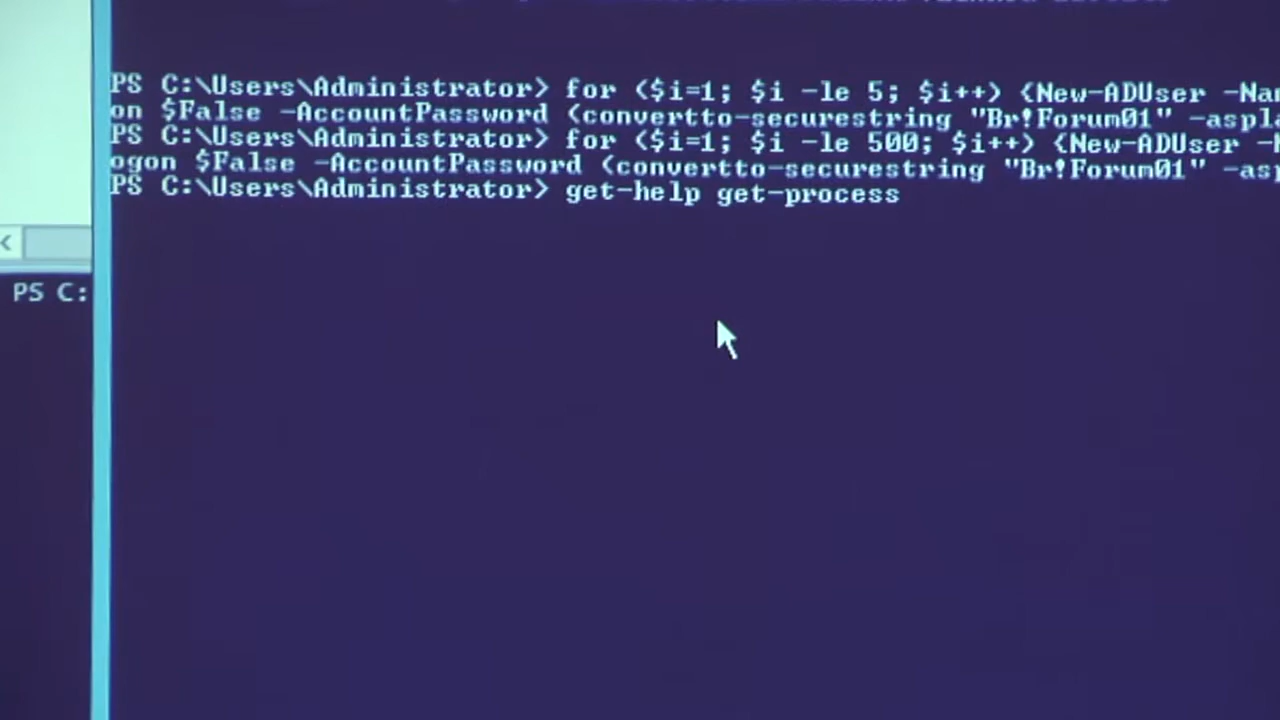 PS C:\Users\Administrator> for ($i=1; $i -le 5; $i++) {New-ADUser -Nam
on $False -AccountPassword (convertto-securestring "Br!Forum01" -aspla
PS C:\Users\Administrator> for ($i=1; $i -le 500; $i++) {New-ADUser -
ogon $False -AccountPassword (convertto-securestring "Br!Forum01" -asp
PS C:\Users\Administrator> get-help get-process
PS C: